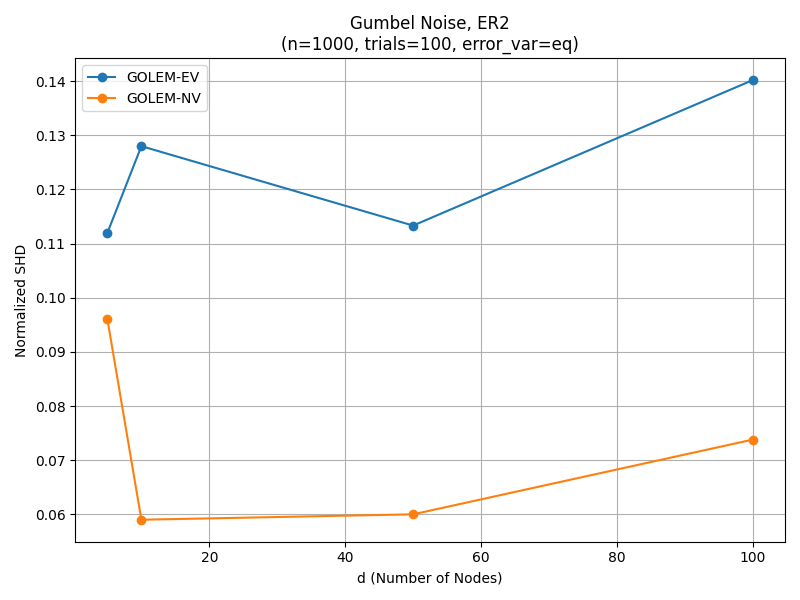 Gumbel Noise, ER2
(n=1000, trials=100, error_var=eq)
GOLEM-EV
GOLEM-NV
0.14
0.13
0.12
0.11
0.10
0.09
0.08
0.07
0.06
Normalized SHD
20
40
60
80
100
d (Number of Nodes)